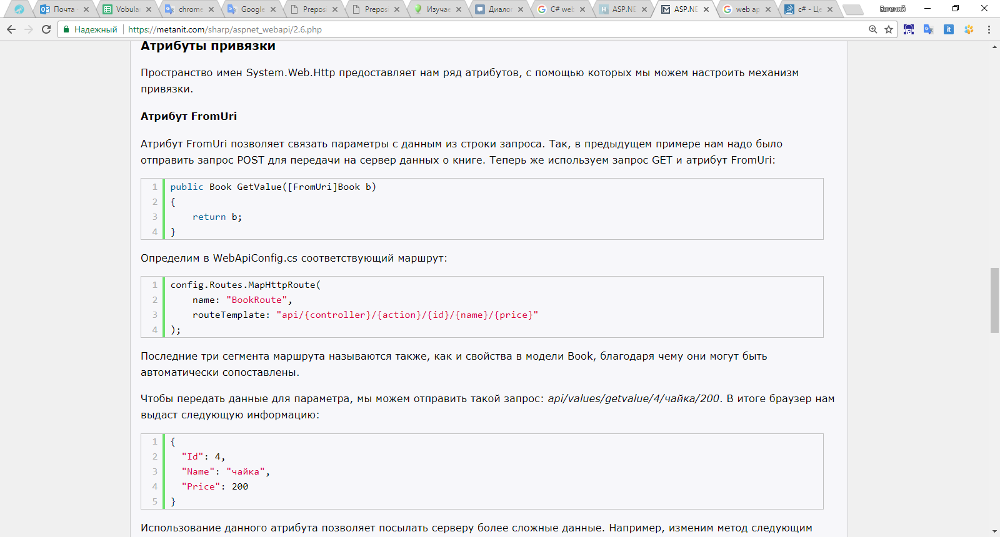 Почта
Vobular
chrome
Google
Prepos
Prepos
Изучае
Диалог
C# web
ASP.NE
ASP.NE
web ap
c# - Це
Евгений
Надежный
https://metanit.com/sharp/aspnet_webapi/2.6.php
Атрибуты привязки
Пространство имен System.Web.Http предоставляет нам ряд атрибутов, с помощью которых мы можем настроить механизм
привязки.
Атрибут FromUri
Атрибут FromUri позволяет связать параметры с данным из строки запроса. Так, в предыдущем примере нам надо было
отправить запрос POST для передачи на сервер данных о книге. Теперь же используем запрос GET и атрибут FromUri:
1 public Book GetValue([FromUri]Book b)
2 {
3     return b;
4 }
Определим в WebApiConfig.cs соответствующий маршрут:
1 config.Routes.MapHttpRoute(
2     name: "BookRoute",
3     routeTemplate: "api/{controller}/{action}/{id}/{name}/{price}"
4 );
Последние три сегмента маршрута называются также, как и свойства в модели Book, благодаря чему они могут быть
автоматически сопоставлены.
Чтобы передать данные для параметра, мы можем отправить такой запрос: api/values/getvalue/4/чайка/200. В итоге браузер нам
выдаст следующую информацию:
1 {
2   "Id": 4,
3   "Name": "чайка",
4   "Price": 200
5 }
Использование данного атрибута позволяет посылать серверу более сложные данные. Например, изменим метод следующим